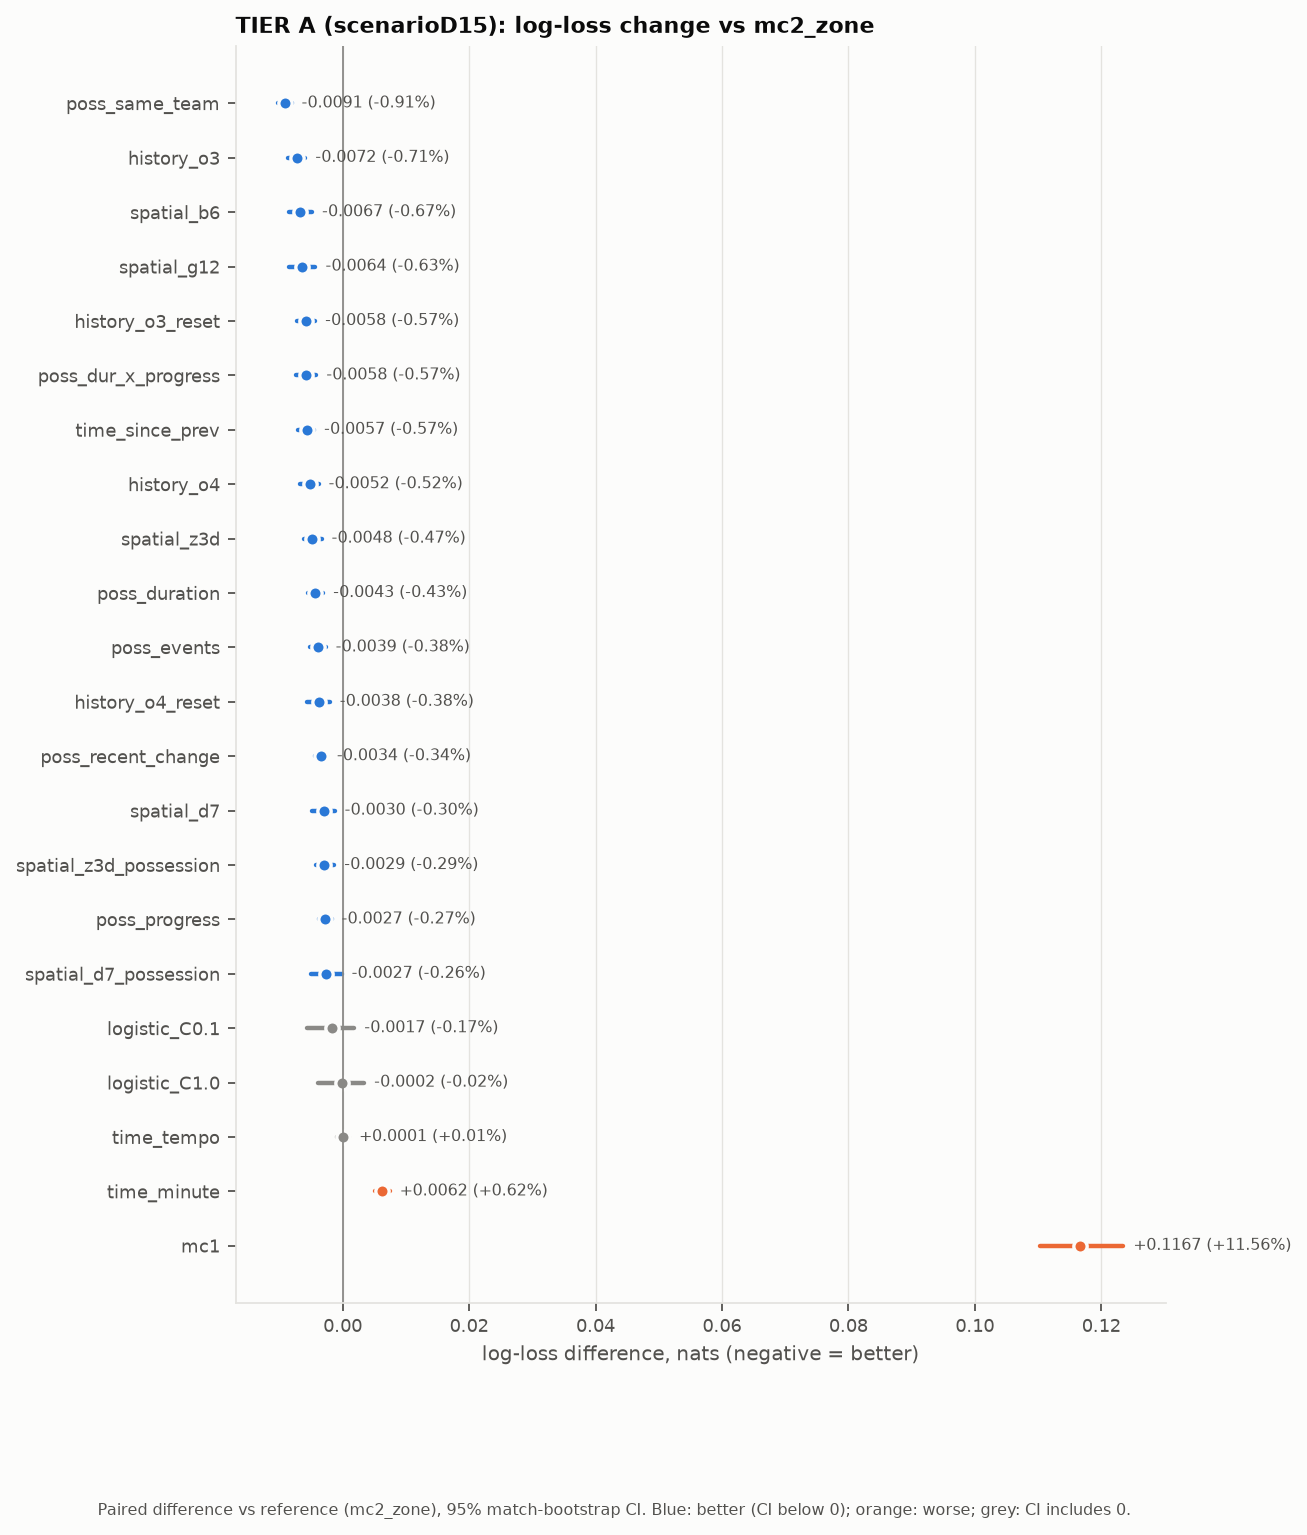 TIER A (scenarioD15): log-loss change vs mc2_zone
poss_same_team -0.0091 (-0.91%)
history_o3 -0.0072 (-0.71%)
spatial_b6 -0.0067 (-0.67%)
spatial_g12 -0.0064 (-0.63%)
history_o3_reset -0.0058 (-0.57%)
poss_dur_x_progress -0.0058 (-0.57%)
time_since_prev -0.0057 (-0.57%)
history_o4 -0.0052 (-0.52%)
spatial_z3d -0.0048 (-0.47%)
poss_duration -0.0043 (-0.43%)
poss_events -0.0039 (-0.38%)
history_o4_reset -0.0038 (-0.38%)
poss_recent_change -0.0034 (-0.34%)
spatial_d7 -0.0030 (-0.30%)
spatial_z3d_possession -0.0029 (-0.29%)
poss_progress -0.0027 (-0.27%)
spatial_d7_possession -0.0027 (-0.26%)
logistic_C0.1 -0.0017 (-0.17%)
logistic_C1.0 -0.0002 (-0.02%)
time_tempo +0.0001 (+0.01%)
time_minute +0.0062 (+0.62%)
mc1 +0.1167 (+11.56%)
0.00 0.02 0.04 0.06 0.08 0.10 0.12
log-loss difference, nats (negative = better)
Paired difference vs reference (mc2_zone), 95% match-bootstrap CI. Blue: better (CI below 0); orange: worse; grey: CI includes 0.